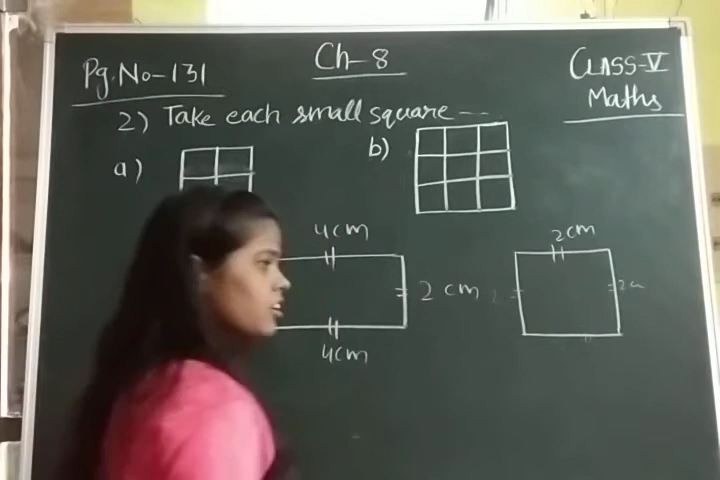 Ch-8
Pg.No-131
CLASS-V
Maths
2) Take each small square ---
a)
b)
4cm
2 cm
4cm
2cm